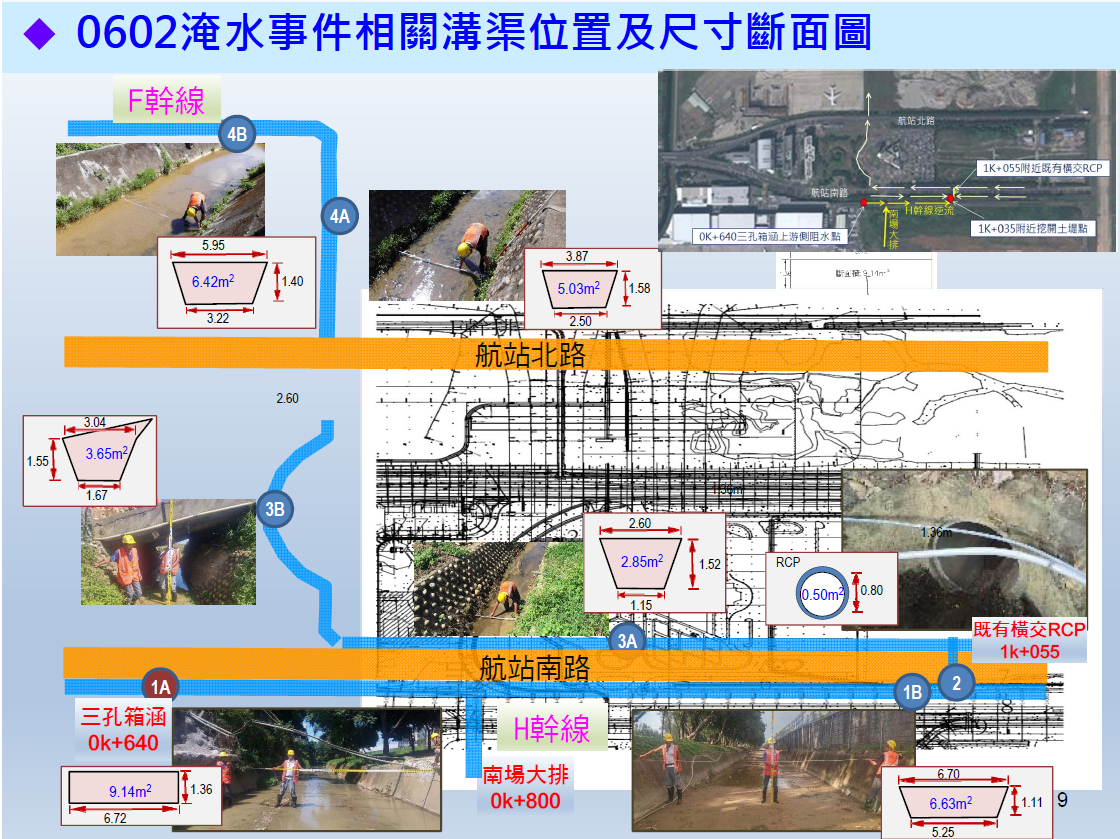 0602淹水事件相關溝渠位置及尺寸斷面圖
F幹線
4B
航站北路
1K+055附近既有橫交RCP
航站南路
H幹線逆流
南場大排
0K+640三孔箱涵上游側阻水點
1K+035附近挖開土堤點
4A
5.95
6.42m²
1.40
3.22
3.87
5.03m²
1.58
2.50
斷面積: 9.14m²
航站北路
2.60
3.04
3.65m²
1.55
1.67
3B
1.36m
1.36m
2.60
2.85m²
1.52
1.15
RCP
0.50m²
0.80
3A
既有橫交RCP
1k+055
航站南路
1A
1B
2
三孔箱涵
0k+640
H幹線
南場大排
0k+800
9.14m²
1.36
6.72
6.70
6.63m²
1.11
5.25
9